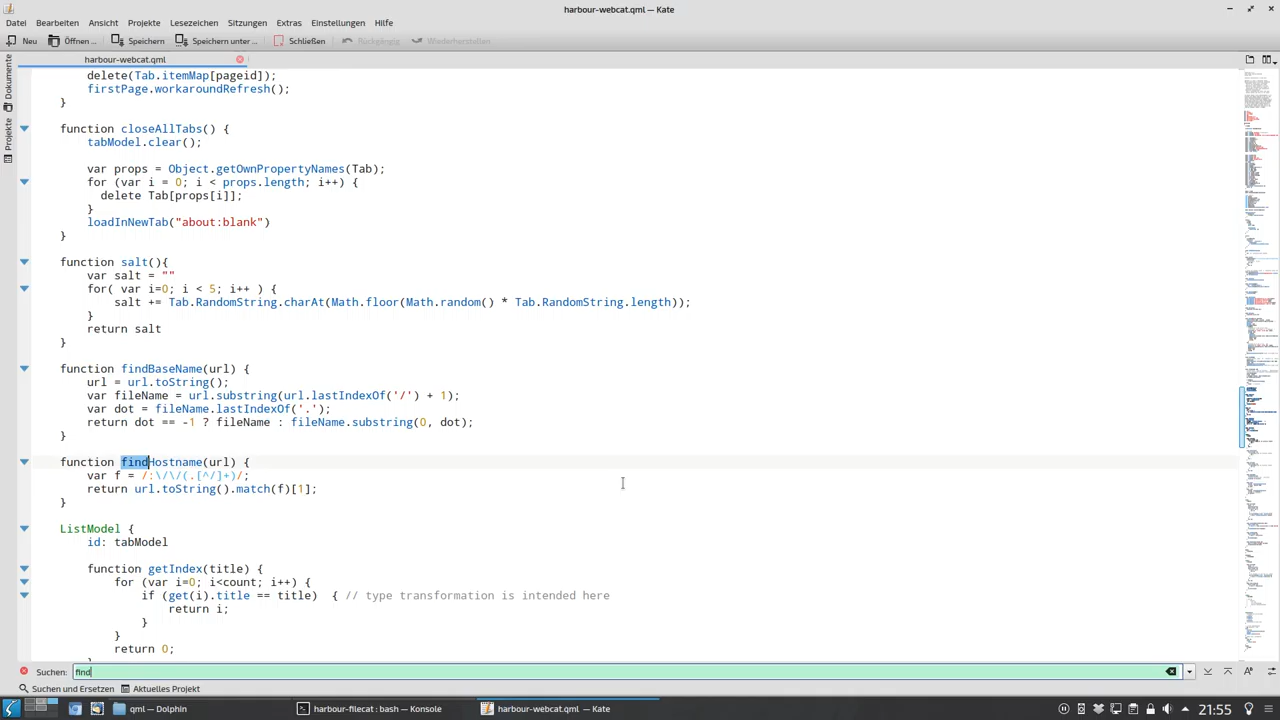 harbour-webcat.qml — Kate
Datei Bearbeiten Ansicht Projekte Lesezeichen Sitzungen Extras Einstellungen Hilfe
Neu Öffnen ... Speichern Speichern unter ... Schließen Rückgängig Wiederherstellen
harbour-webcat.qml
Dokumente
Projekte
delete(Tab.itemMap[pageid]);
firstPage.workaroundRefresh();
}
function closeAllTabs() {
tabModel.clear();
var props = Object.getOwnPropertyNames(Tab);
for (var i = 0; i < props.length; i++) {
delete Tab[props[i]];
}
loadInNewTab("about:blank")
}
function salt(){
var salt = ""
for( var i=0; i < 5; i++ ) {
salt += Tab.RandomString.charAt(Math.floor(Math.random() * Tab.RandomString.length));
}
return salt
}
function findBaseName(url) {
url = url.toString();
var fileName = url.substring(url.lastIndexOf('/') + 1);
var dot = fileName.lastIndexOf('.');
return dot == -1 ? fileName : fileName.substring(0, dot);
}
function findHostname(url) {
var f = /:\/\/(.[^/]+)/;
return url.toString().match(f)[1];
}
ListModel {
id: tabModel
function getIndex(title) {
for (var i=0; i<count; i++) {
if (get(i).title == title) { // type transformation is intended here
return i;
}
}
return 0;
Suchen: find
Suchen und Ersetzen Aktuelles Projekt
qml — Dolphin harbour-filecat : bash — Konsole harbour-webcat.qml — Kate 21:55